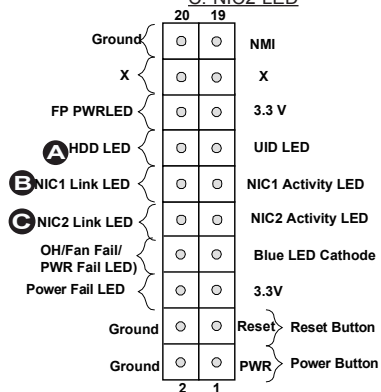 C. NIC2 LED
20 19
Ground NMI
X X
FP PWRLED 3.3 V
A HDD LED UID LED
B NIC1 Link LED NIC1 Activity LED
C NIC2 Link LED NIC2 Activity LED
OH/Fan Fail/
PWR Fail LED) Blue LED Cathode
Power Fail LED 3.3V
Ground Reset Reset Button
Ground PWR Power Button
2 1